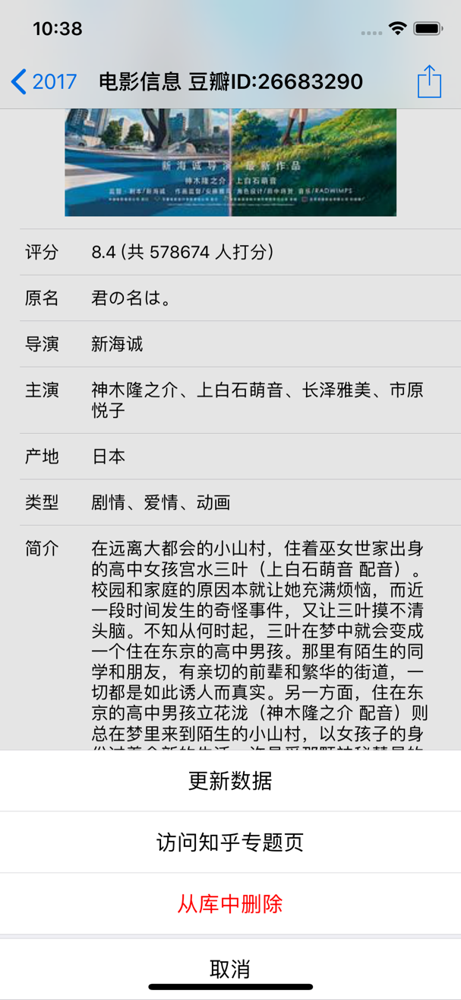 10:38
2017 电影信息 豆瓣ID:26683290
新海诚导演 最新作品
神木隆之介 上白石萌音
评分 8.4 (共 578674 人打分)
原名 君の名は。
导演 新海诚
主演 神木隆之介、上白石萌音、长泽雅美、市原
悦子
产地 日本
类型 剧情、爱情、动画
简介 在远离大都会的小山村，住着巫女世家出身
的高中女孩宫水三叶（上白石萌音 配音）。
校园和家庭的原因本就让她充满烦恼，而近
一段时间发生的奇怪事件，又让三叶摸不清
头脑。不知从何时起，三叶在梦中就会变成
一个住在东京的高中男孩。那里有陌生的同
学和朋友，有亲切的前辈和繁华的街道，一
切都是如此诱人而真实。另一方面，住在东
京的高中男孩立花泷（神木隆之介 配音）则
总在梦里来到陌生的小山村，以女孩子的身
更新数据
访问知乎专题页
从库中删除
取消